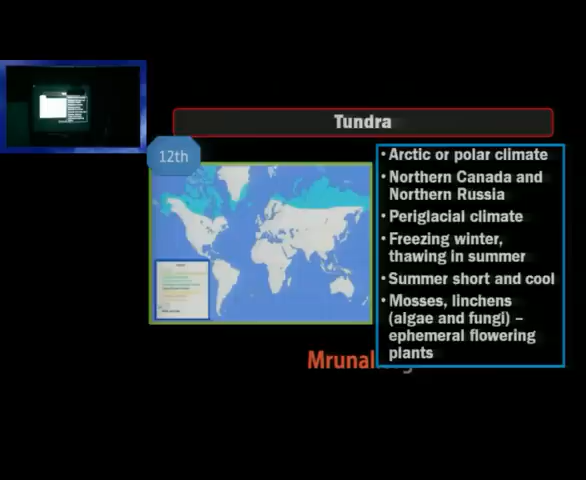 Tundra
12th
• Arctic or polar climate
• Northern Canada and
Northern Russia
• Periglacial climate
• Freezing winter,
thawing in summer
• Summer short and cool
• Mosses, linchens
(algae and fungi) –
ephemeral flowering
plants
Mrunal